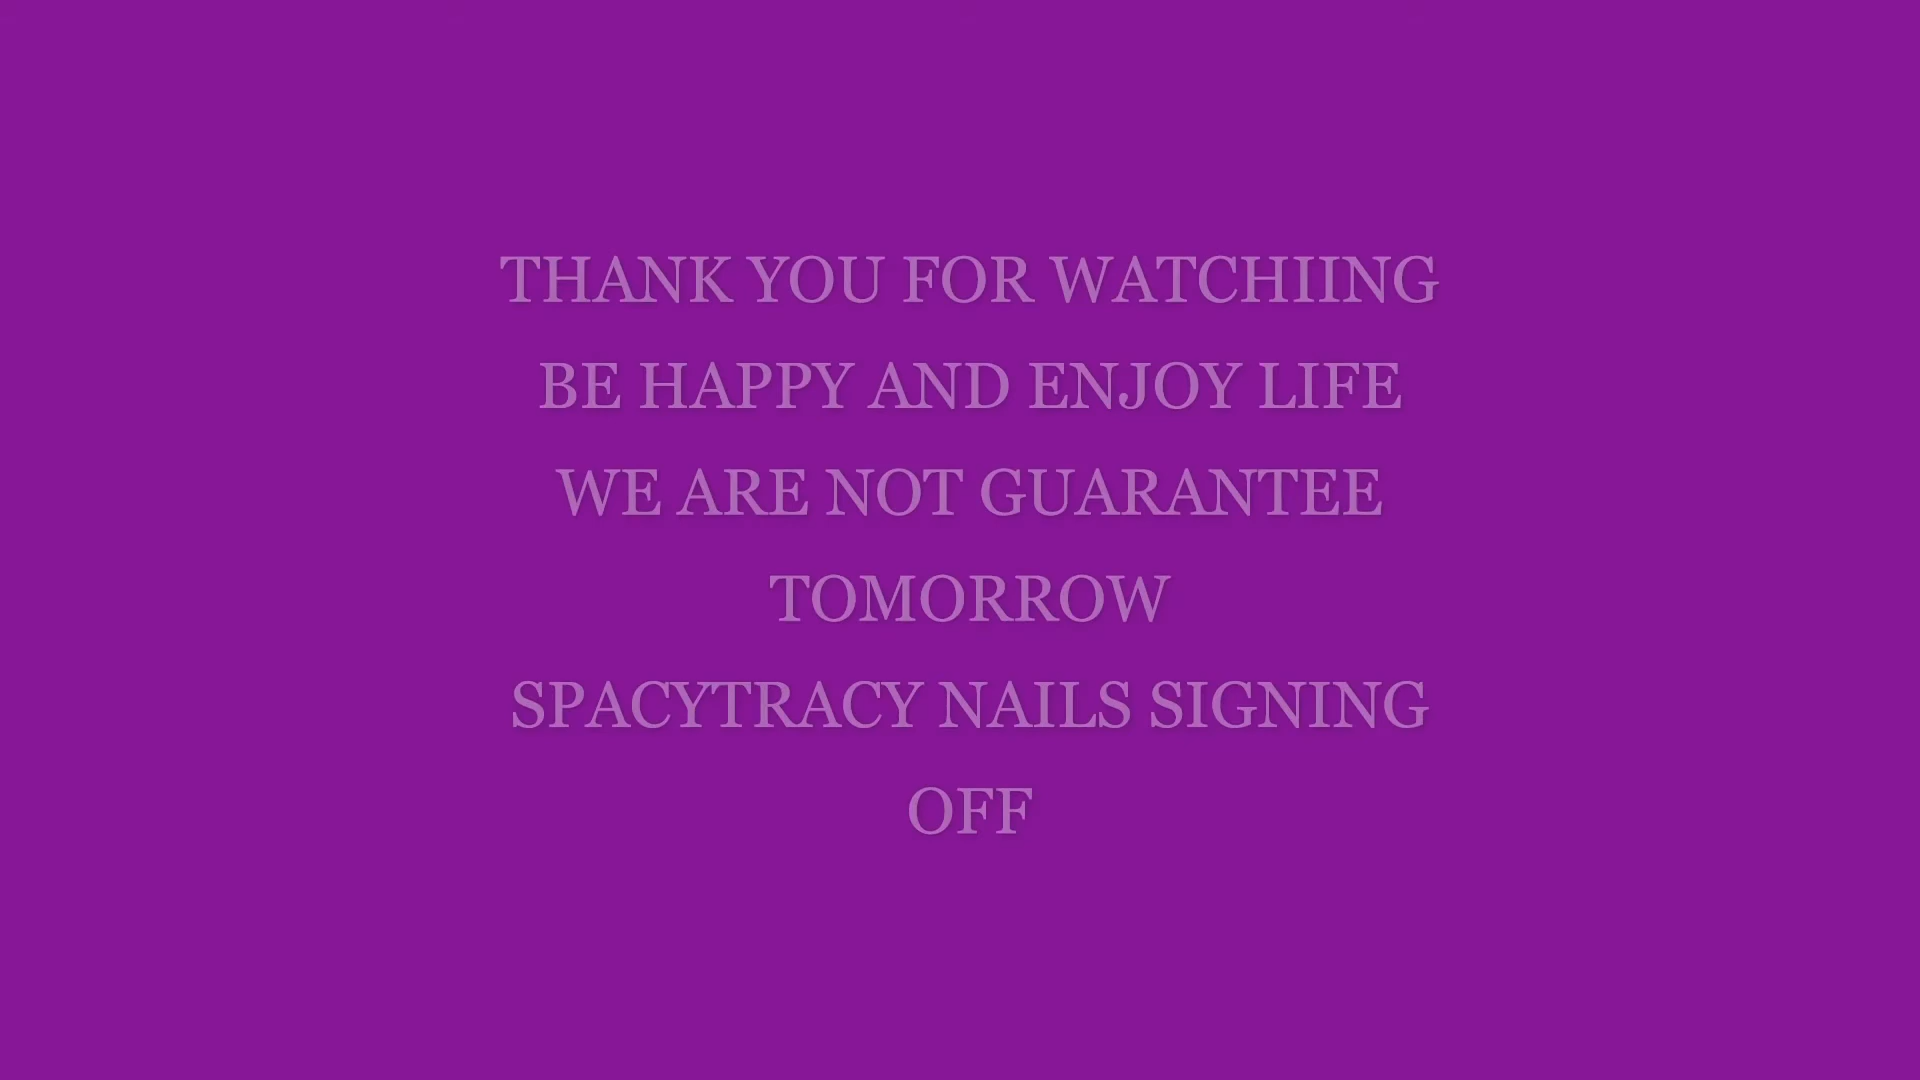 THANK YOU FOR WATCHIING
BE HAPPY AND ENJOY LIFE
WE ARE NOT GUARANTEE
TOMORROW
SPACYTRACY NAILS SIGNING
OFF